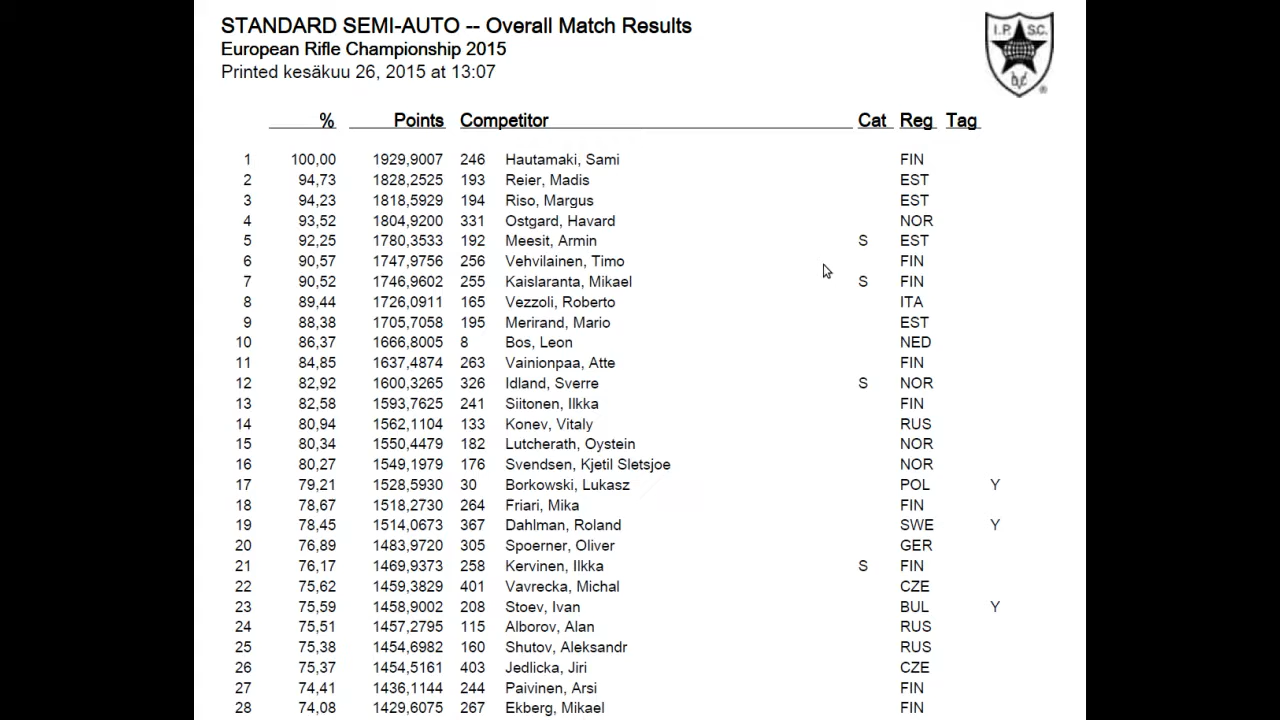 STANDARD SEMI-AUTO -- Overall Match Results
European Rifle Championship 2015
Printed kesäkuu 26, 2015 at 13:07
I.P. S.C.
% Points Competitor Cat Reg Tag
1 100,00 1929,9007 246 Hautamaki, Sami FIN
2 94,73 1828,2525 193 Reier, Madis EST
3 94,23 1818,5929 194 Riso, Margus EST
4 93,52 1804,9200 331 Ostgard, Havard NOR
5 92,25 1780,3533 192 Meesit, Armin S EST
6 90,57 1747,9756 256 Vehvilainen, Timo FIN
7 90,52 1746,9602 255 Kaislaranta, Mikael S FIN
8 89,44 1726,0911 165 Vezzoli, Roberto ITA
9 88,38 1705,7058 195 Merirand, Mario EST
10 86,37 1666,8005 8 Bos, Leon NED
11 84,85 1637,4874 263 Vainionpaa, Atte FIN
12 82,92 1600,3265 326 Idland, Sverre S NOR
13 82,58 1593,7625 241 Siitonen, Ilkka FIN
14 80,94 1562,1104 133 Konev, Vitaly RUS
15 80,34 1550,4479 182 Lutcherath, Oystein NOR
16 80,27 1549,1979 176 Svendsen, Kjetil Sletsjoe NOR
17 79,21 1528,5930 30 Borkowski, Lukasz POL Y
18 78,67 1518,2730 264 Friari, Mika FIN
19 78,45 1514,0673 367 Dahlman, Roland SWE Y
20 76,89 1483,9720 305 Spoerner, Oliver GER
21 76,17 1469,9373 258 Kervinen, Ilkka S FIN
22 75,62 1459,3829 401 Vavrecka, Michal CZE
23 75,59 1458,9002 208 Stoev, Ivan BUL Y
24 75,51 1457,2795 115 Alborov, Alan RUS
25 75,38 1454,6982 160 Shutov, Aleksandr RUS
26 75,37 1454,5161 403 Jedlicka, Jiri CZE
27 74,41 1436,1144 244 Paivinen, Arsi FIN
28 74,08 1429,6075 267 Ekberg, Mikael FIN